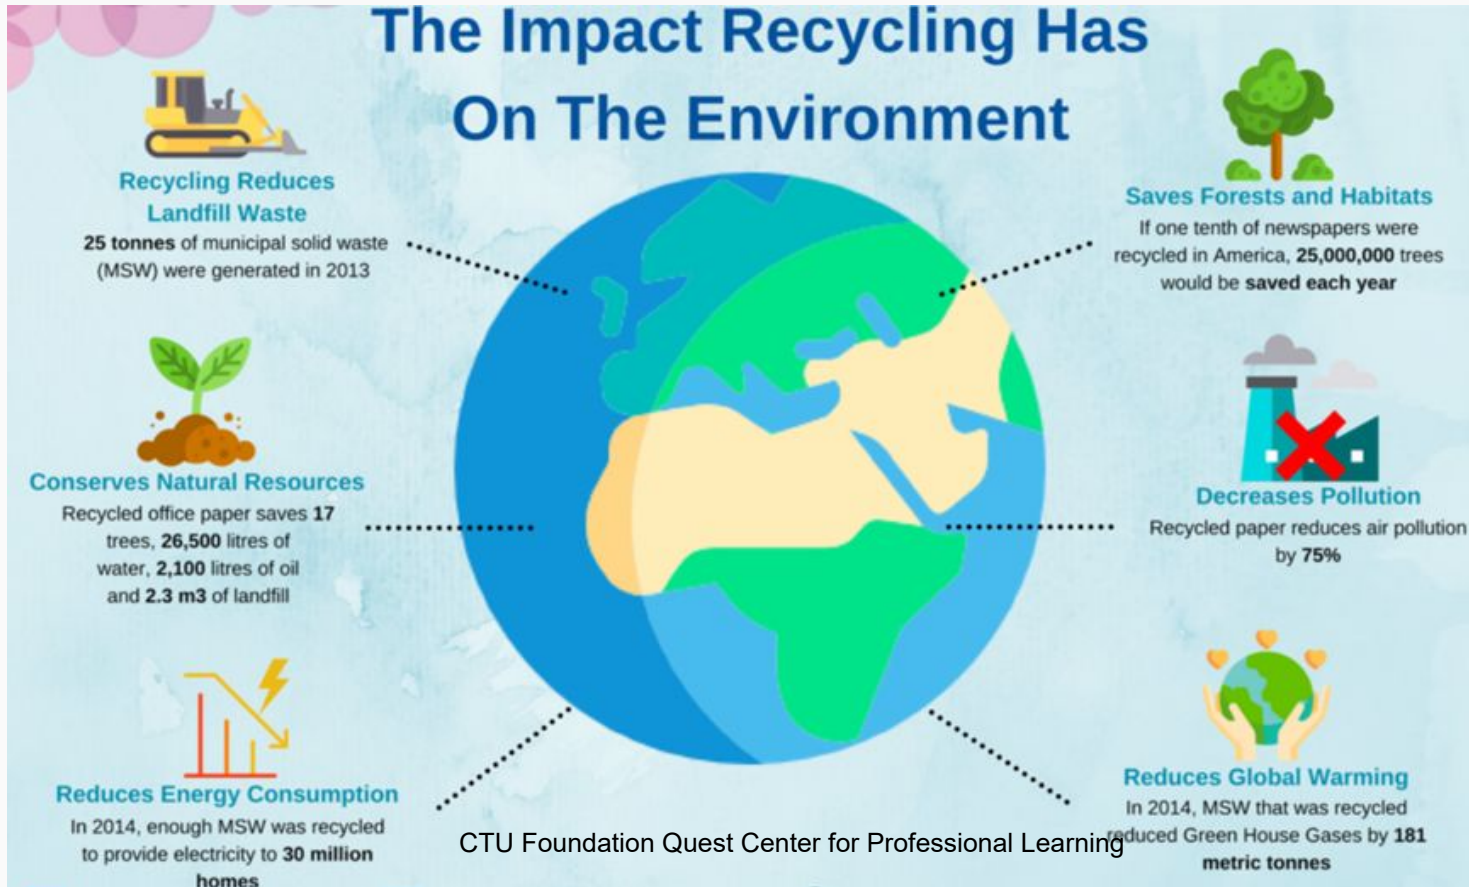 The Impact Recycling Has
On The Environment
Recycling Reduces
Landfill Waste
25 tonnes of municipal solid waste
(MSW) were generated in 2013
Conserves Natural Resources
Recycled office paper saves 17
trees, 26,500 litres of
water, 2,100 litres of oil
and 2.3 m3 of landfill
Reduces Energy Consumption
In 2014, enough MSW was recycled
to provide electricity to 30 million
homes
Saves Forests and Habitats
If one tenth of newspapers were
recycled in America, 25,000,000 trees
would be saved each year
Decreases Pollution
Recycled paper reduces air pollution
by 75%
Reduces Global Warming
In 2014, MSW that was recycled
reduced Green House Gases by 181
metric tonnes
CTU Foundation Quest Center for Professional Learning